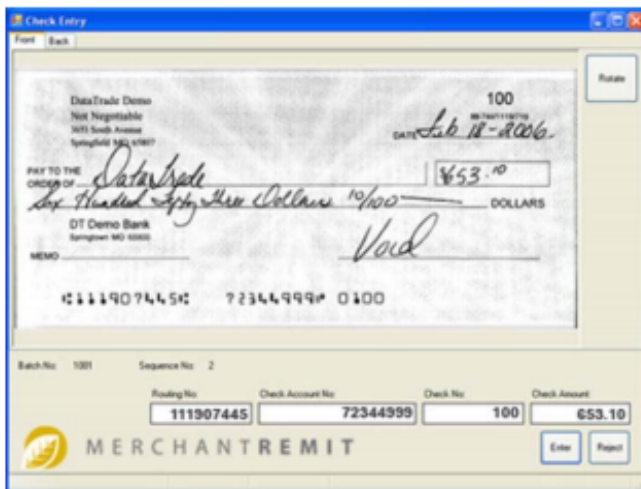 Check Entry
Front Back
Rotate
DataTrade Demo
Not Negotiable
3655 South Avenue
Springfield MO 65807
100
DATE Feb 18-2006
PAY TO THE
ORDER OF Datatrade
653.10
Six Hundred Fifty Three Dollars 10/100 DOLLARS
DT Demo Bank
Springtown MO
MEMO
Void
⑆111907445⑆ 72344999⑈ 0100
Batch No: 1001 Sequence No: 2
Routing No: Check Account No: Check No: Check Amount:
111907445 72344999 100 653.10
MERCHANTREMIT
Enter Reject